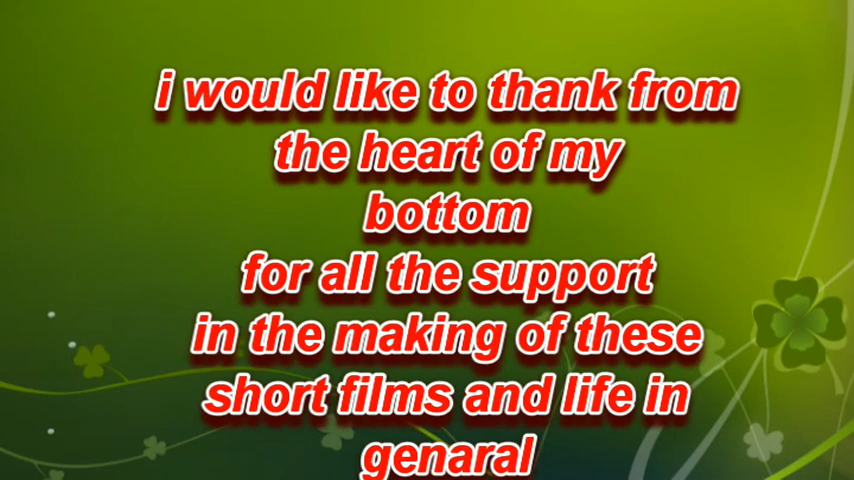 i would like to thank from
the heart of my
bottom
for all the support
in the making of these
short films and life in
genaral